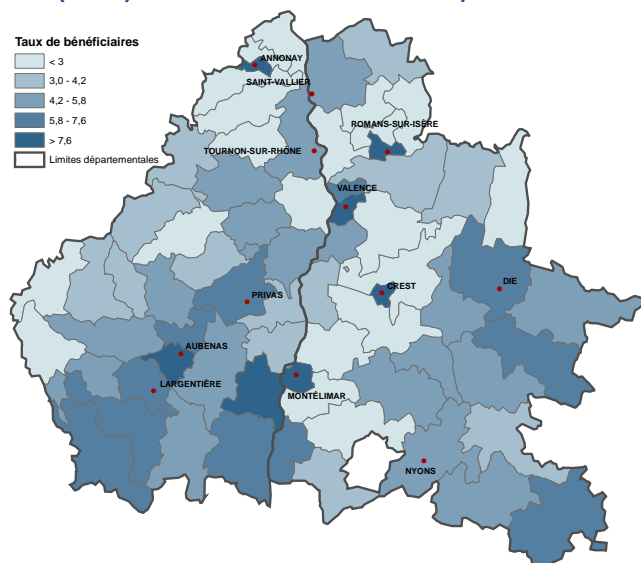 Taux de bénéficiaires
< 3
3,0 - 4,2
4,2 - 5,8
5,8 - 7,6
> 7,6
Limites départementales
ANNONAY
SAINT-VALLIER
ROMANS-SUR-ISÈRE
TOURNON-SUR-RHÔNE
VALENCE
DIE
CREST
PRIVAS
AUBENAS
LARGENTIÈRE
MONTÉLIMAR
NYONS